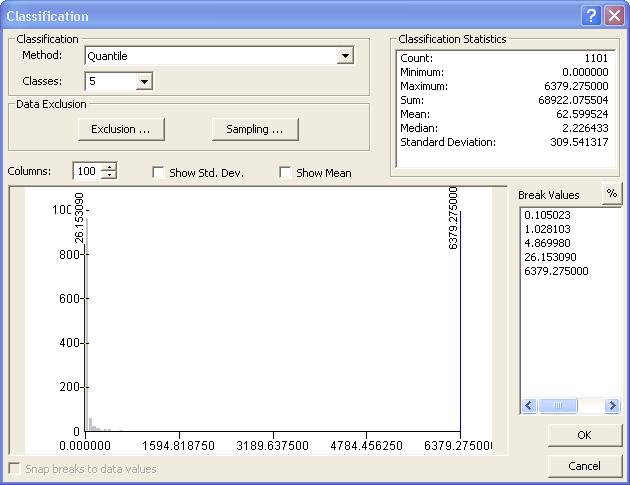 Classification
Classification
Method:
Quantile
Classes:
5
Data Exclusion
Exclusion ...
Sampling ...
Classification Statistics
Count: 1101
Minimum: 0.000000
Maximum: 6379.275000
Sum: 68922.075504
Mean: 62.599524
Median: 2.226433
Standard Deviation: 309.541317
Columns:
100
Show Std. Dev.
Show Mean
Break Values
%
0.105023
1.028103
4.869980
26.153090
6379.275000
26.153090
6379.275000
800
600
400
200
0
0.000000
1594.818750
3189.637500
4784.456250
6379.275000
Snap breaks to data values
OK
Cancel